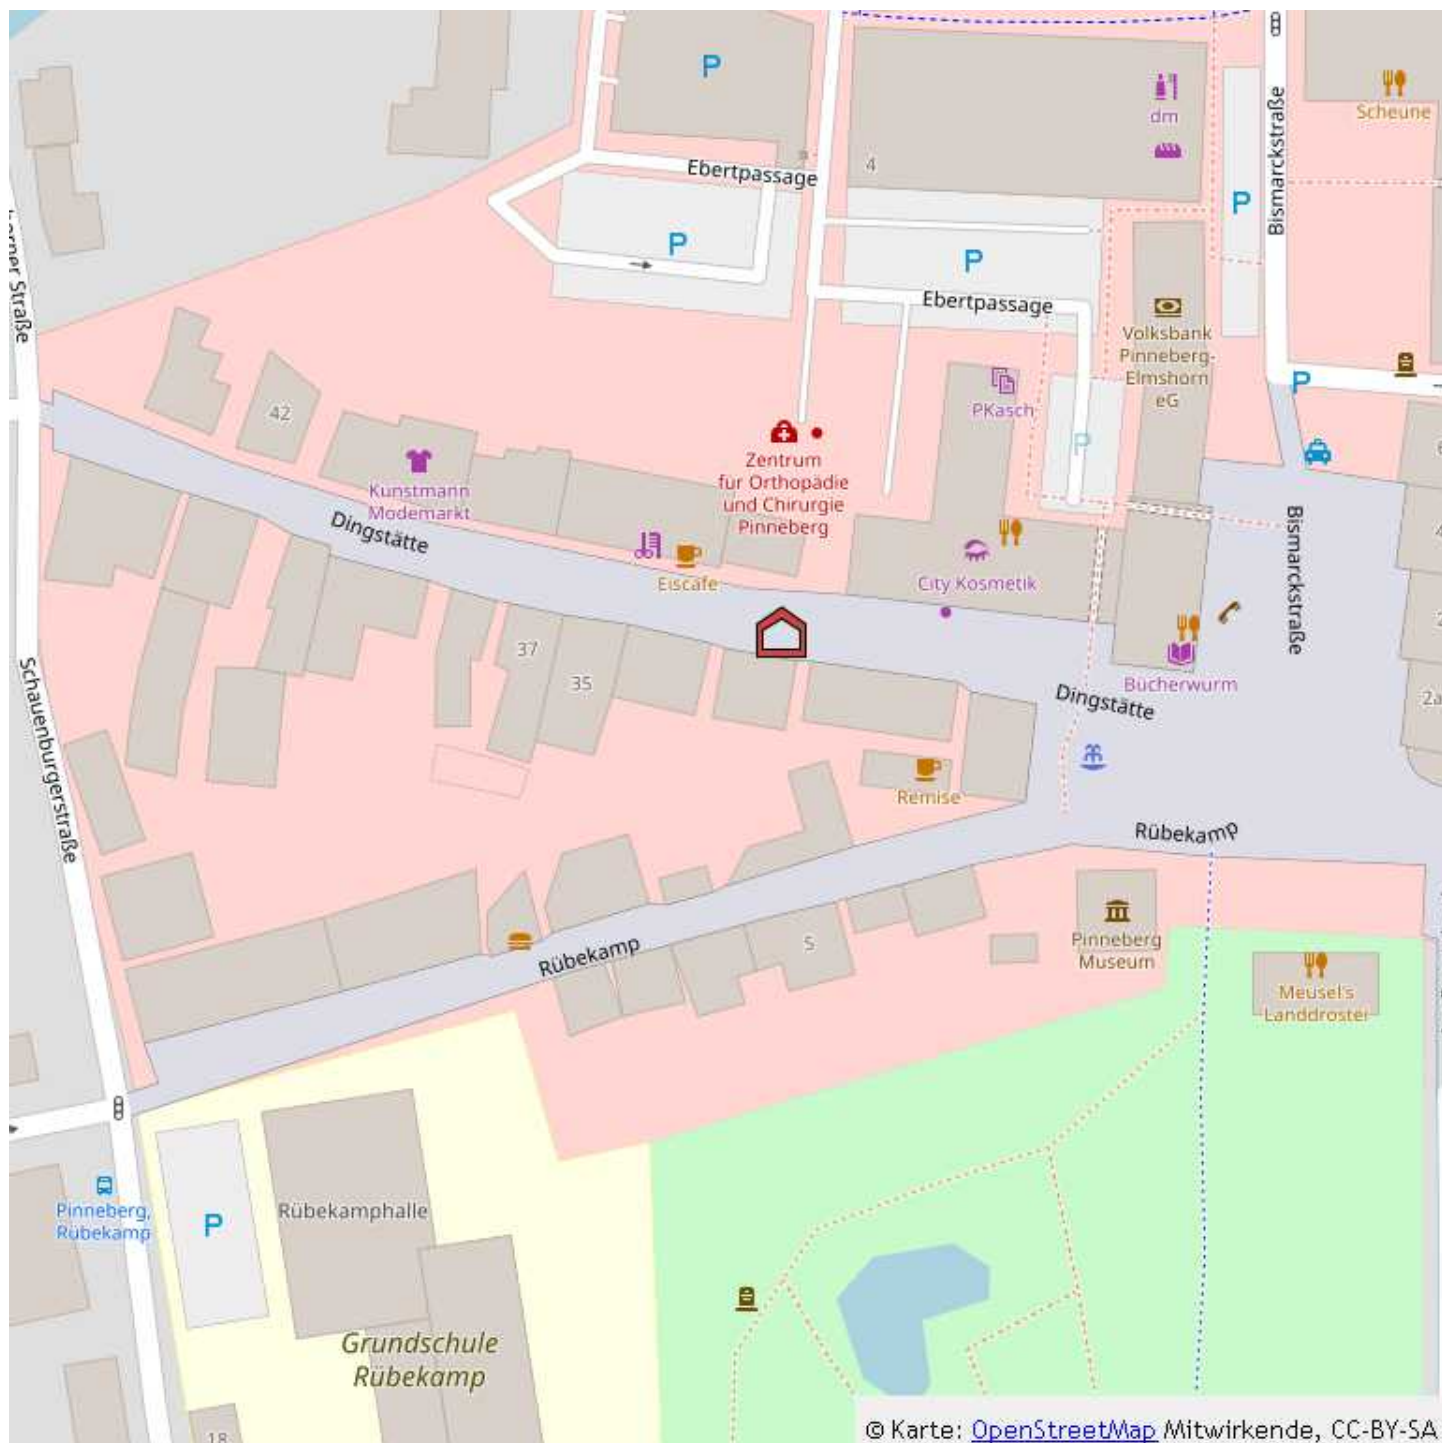 P
dm
Scheune
Bismarckstraße
Ebertpassage
4
P
P
P
Ebertpassage
Volksbank
Pinneberg-
Elmshorn
eG
P
PKasch
P
42
Kunstmann
Modemarkt
Zentrum
für Orthopädie
und Chirurgie
Pinneberg
Dingstätte
Eiscafe
City Kosmetik
Bismarckstraße
Bücherwurm
37
35
Dingstätte
2a
Schauenburgerstraße
Remise
Rübekamp
Rübekamp
5
Pinneberg
Museum
Meusel's
Landdrostei
Pinneberg,
Rübekamp
P
Rübekamphalle
Grundschule
Rübekamp
18
© Karte: OpenStreetMap Mitwirkende, CC-BY-SA